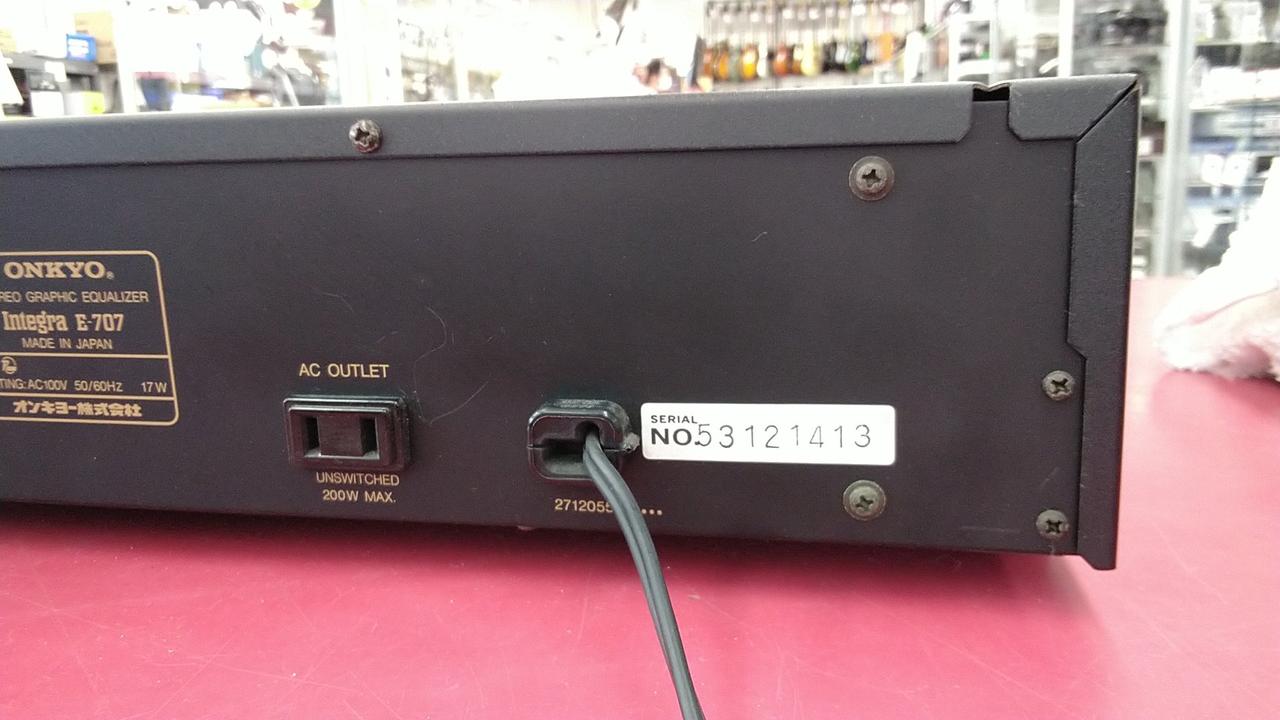 ONKYO®
REO GRAPHIC EQUALIZER
Integra E-707
MADE IN JAPAN
TING: AC100V 50/60Hz 17W
オンキヨー株式会社
AC OUTLET
UNSWITCHED
200W MAX.
SERIAL
NO.53121413
2712055